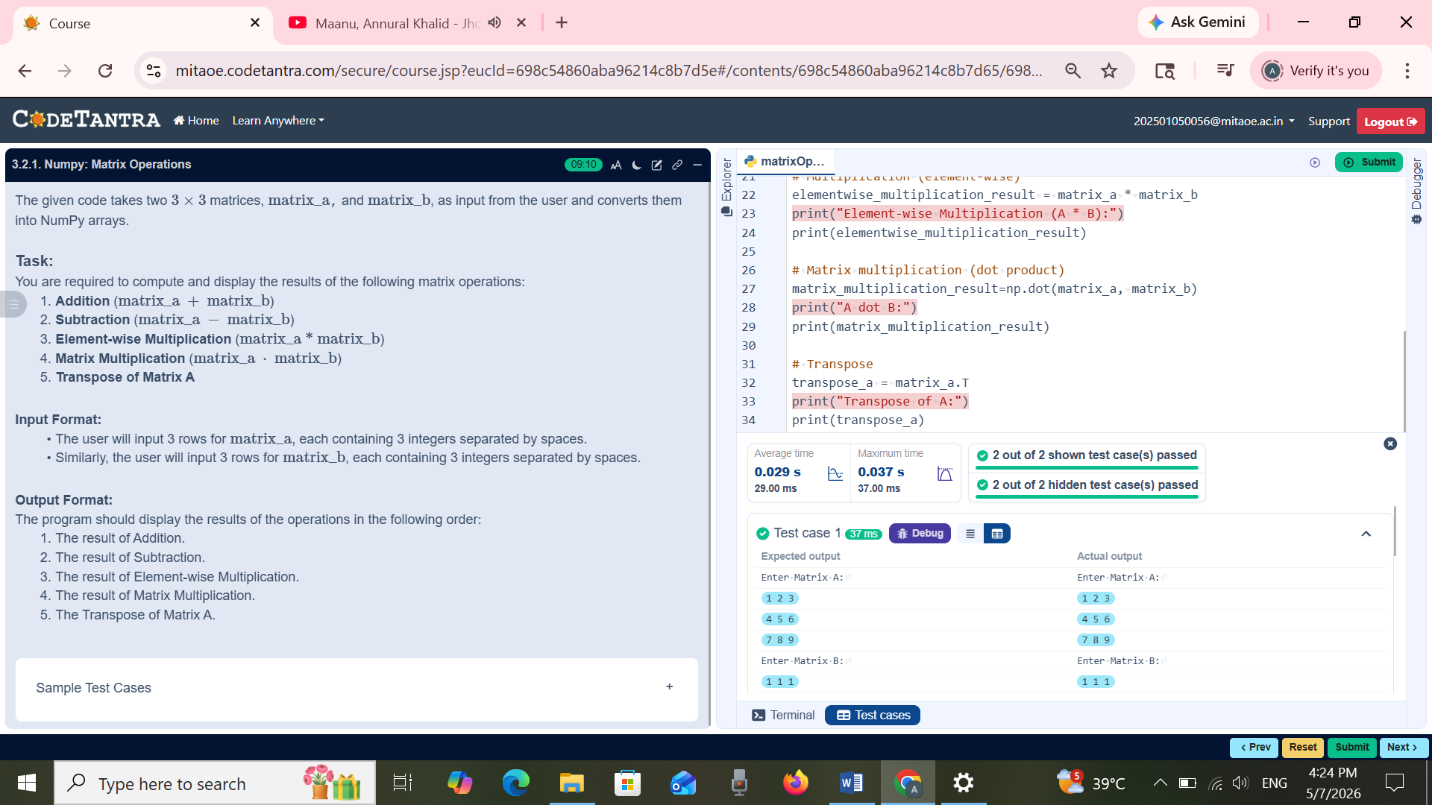 Course
Maanu, Annural Khalid - Jh
Ask Gemini
mitaoe.codetantra.com/secure/course.jsp?eucId=698c54860aba96214c8b7d5e#/contents/698c54860aba96214c8b7d65/698...
A
Verify it's you
CODETANTRA
Home
Learn Anywhere
202501050056@mitaoe.ac.in
Support
Logout
3.2.1. Numpy: Matrix Operations
09:10
AA
The given code takes two 3 × 3 matrices, matrix_a, and matrix_b, as input from the user and converts them
into NumPy arrays.
Task:
You are required to compute and display the results of the following matrix operations:
1. Addition (matrix_a + matrix_b)
2. Subtraction (matrix_a − matrix_b)
3. Element-wise Multiplication (matrix_a * matrix_b)
4. Matrix Multiplication (matrix_a · matrix_b)
5. Transpose of Matrix A
Input Format:
• The user will input 3 rows for matrix_a, each containing 3 integers separated by spaces.
• Similarly, the user will input 3 rows for matrix_b, each containing 3 integers separated by spaces.
Output Format:
The program should display the results of the operations in the following order:
1. The result of Addition.
2. The result of Subtraction.
3. The result of Element-wise Multiplication.
4. The result of Matrix Multiplication.
5. The Transpose of Matrix A.
Sample Test Cases
+
Explorer
matrixOp...
Submit
Debugger
21 # Multiplication (element-wise)
22 elementwise_multiplication_result = matrix_a * matrix_b
23 print("Element-wise Multiplication (A * B):")
24 print(elementwise_multiplication_result)
25
26 # Matrix multiplication (dot product)
27 matrix_multiplication_result=np.dot(matrix_a, matrix_b)
28 print("A dot B:")
29 print(matrix_multiplication_result)
30
31 # Transpose
32 transpose_a = matrix_a.T
33 print("Transpose of A:")
34 print(transpose_a)
Average time
0.029 s
29.00 ms
Maximum time
0.037 s
37.00 ms
2 out of 2 shown test case(s) passed
2 out of 2 hidden test case(s) passed
Test case 1 37 ms Debug
Expected output Actual output
Enter Matrix A: Enter Matrix A:
1 2 3 1 2 3
4 5 6 4 5 6
7 8 9 7 8 9
Enter Matrix B: Enter Matrix B:
1 1 1 1 1 1
Terminal
Test cases
‹ Prev
Reset
Submit
Next ›
Type here to search
5
39°C
ENG
4:24 PM
5/7/2026